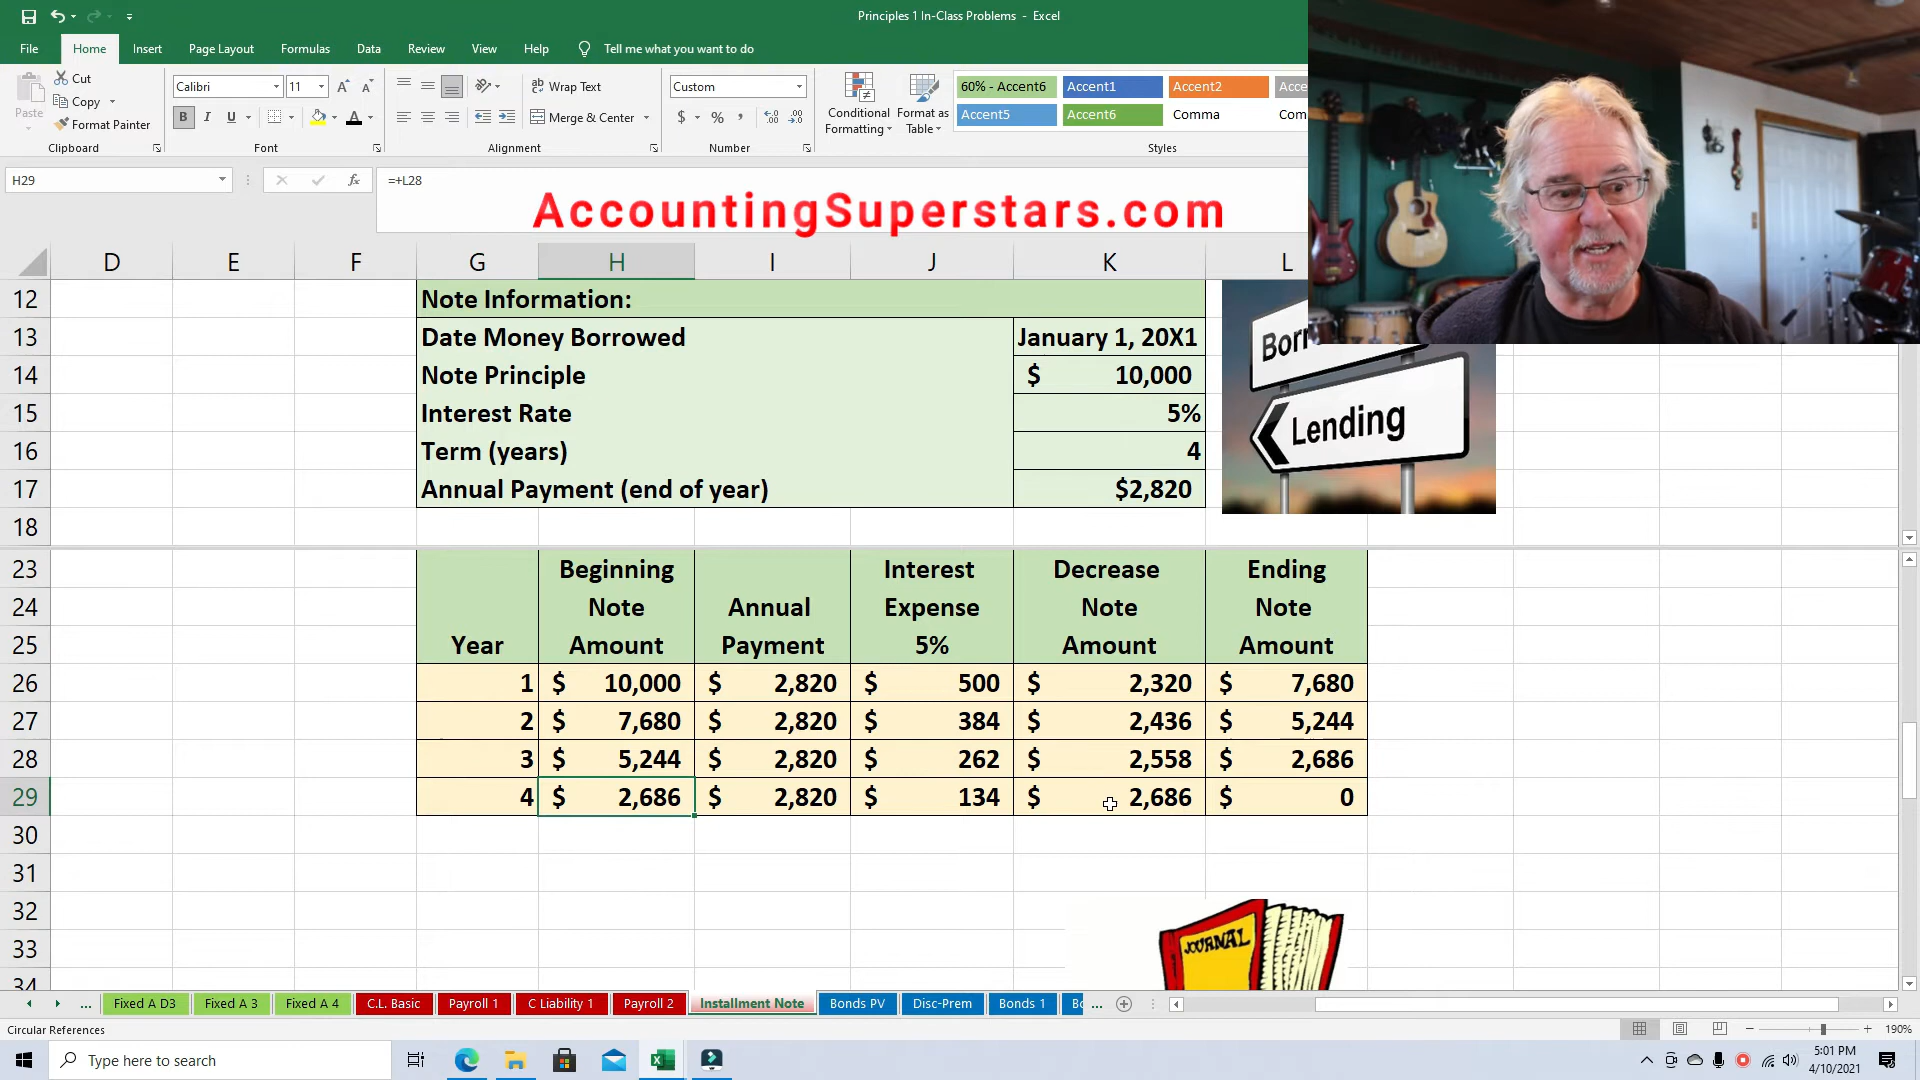 Principles 1 In-Class Problems - Excel
File Home Insert Page Layout Formulas Data Review View Help Tell me what you want to do
Paste
Cut
Copy
Format Painter
Clipboard
Calibri 11
B I U
Font
Wrap Text
Merge & Center
Alignment
Custom
$ % ,
Number
Conditional
Formatting
Format as
Table
60% - Accent6 Accent1 Accent2
Accent5 Accent6 Comma
Styles
H29 fx =+L28
AccountingSuperstars.com
D E F G H I J K L
12 Note Information:
13 Date Money Borrowed January 1, 20X1
14 Note Principle $ 10,000
15 Interest Rate 5%
16 Term (years) 4
17 Annual Payment (end of year) $2,820
18
Lending
23 Beginning Interest Decrease Ending
24 Note Annual Expense Note Note
25 Year Amount Payment 5% Amount Amount
26 1 $ 10,000 $ 2,820 $ 500 $ 2,320 $ 7,680
27 2 $ 7,680 $ 2,820 $ 384 $ 2,436 $ 5,244
28 3 $ 5,244 $ 2,820 $ 262 $ 2,558 $ 2,686
29 4 $ 2,686 $ 2,820 $ 134 $ 2,686 $ 0
30
31
32
33
34
JOURNAL
... Fixed A D3 Fixed A 3 Fixed A 4 C.L. Basic Payroll 1 C Liability 1 Payroll 2 Installment Note Bonds PV Disc-Prem Bonds 1 ...
Circular References
190%
Type here to search
5:01 PM
4/10/2021